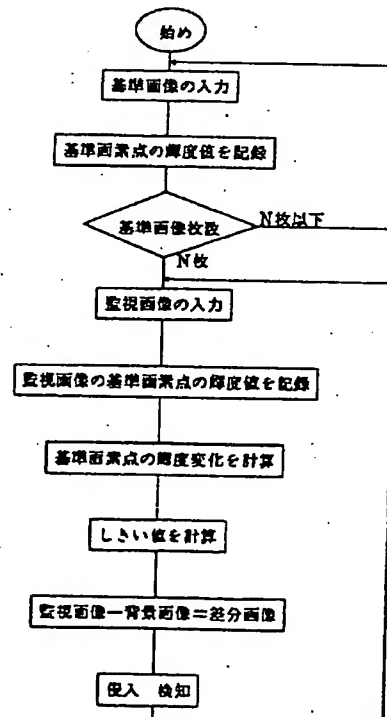 始め
基準画像の入力
基準画素点の輝度値を記録
基準画像枚数
N枚以下
N枚
監視画像の入力
監視画像の基準画素点の輝度値を記録
基準画素点の輝度変化を計算
しきい値を計算
監視画像ー背景画像＝差分画像
侵入 検知